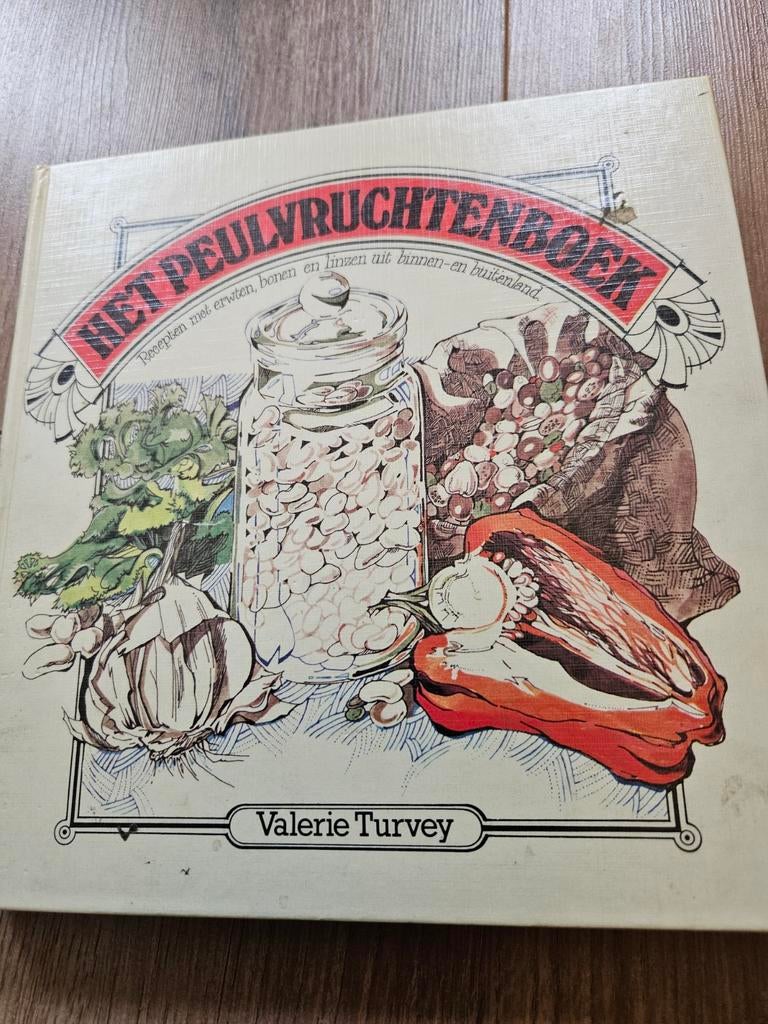 HET PEULVRUCHTENBOEK
Recepten met erwten, bonen en linzen uit binnen-en buitenland.
Valerie Turvey